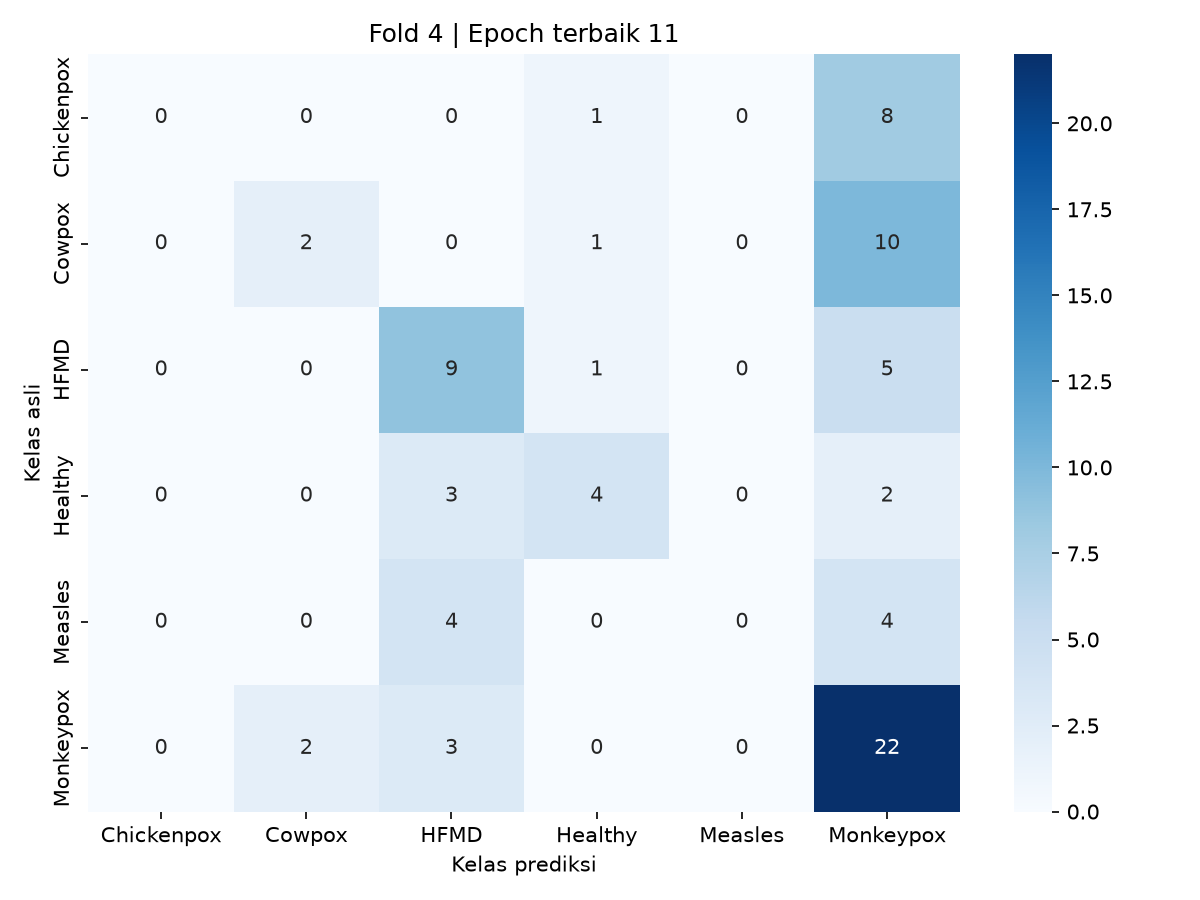 Fold 4 | Epoch terbaik 11
Kelas asli
Chickenpox 0 0 0 1 0 8
Cowpox 0 2 0 1 0 10
HFMD 0 0 9 1 0 5
Healthy 0 0 3 4 0 2
Measles 0 0 4 0 0 4
Monkeypox 0 2 3 0 0 22
Chickenpox Cowpox HFMD Healthy Measles Monkeypox
Kelas prediksi
20.0
17.5
15.0
12.5
10.0
7.5
5.0
2.5
0.0